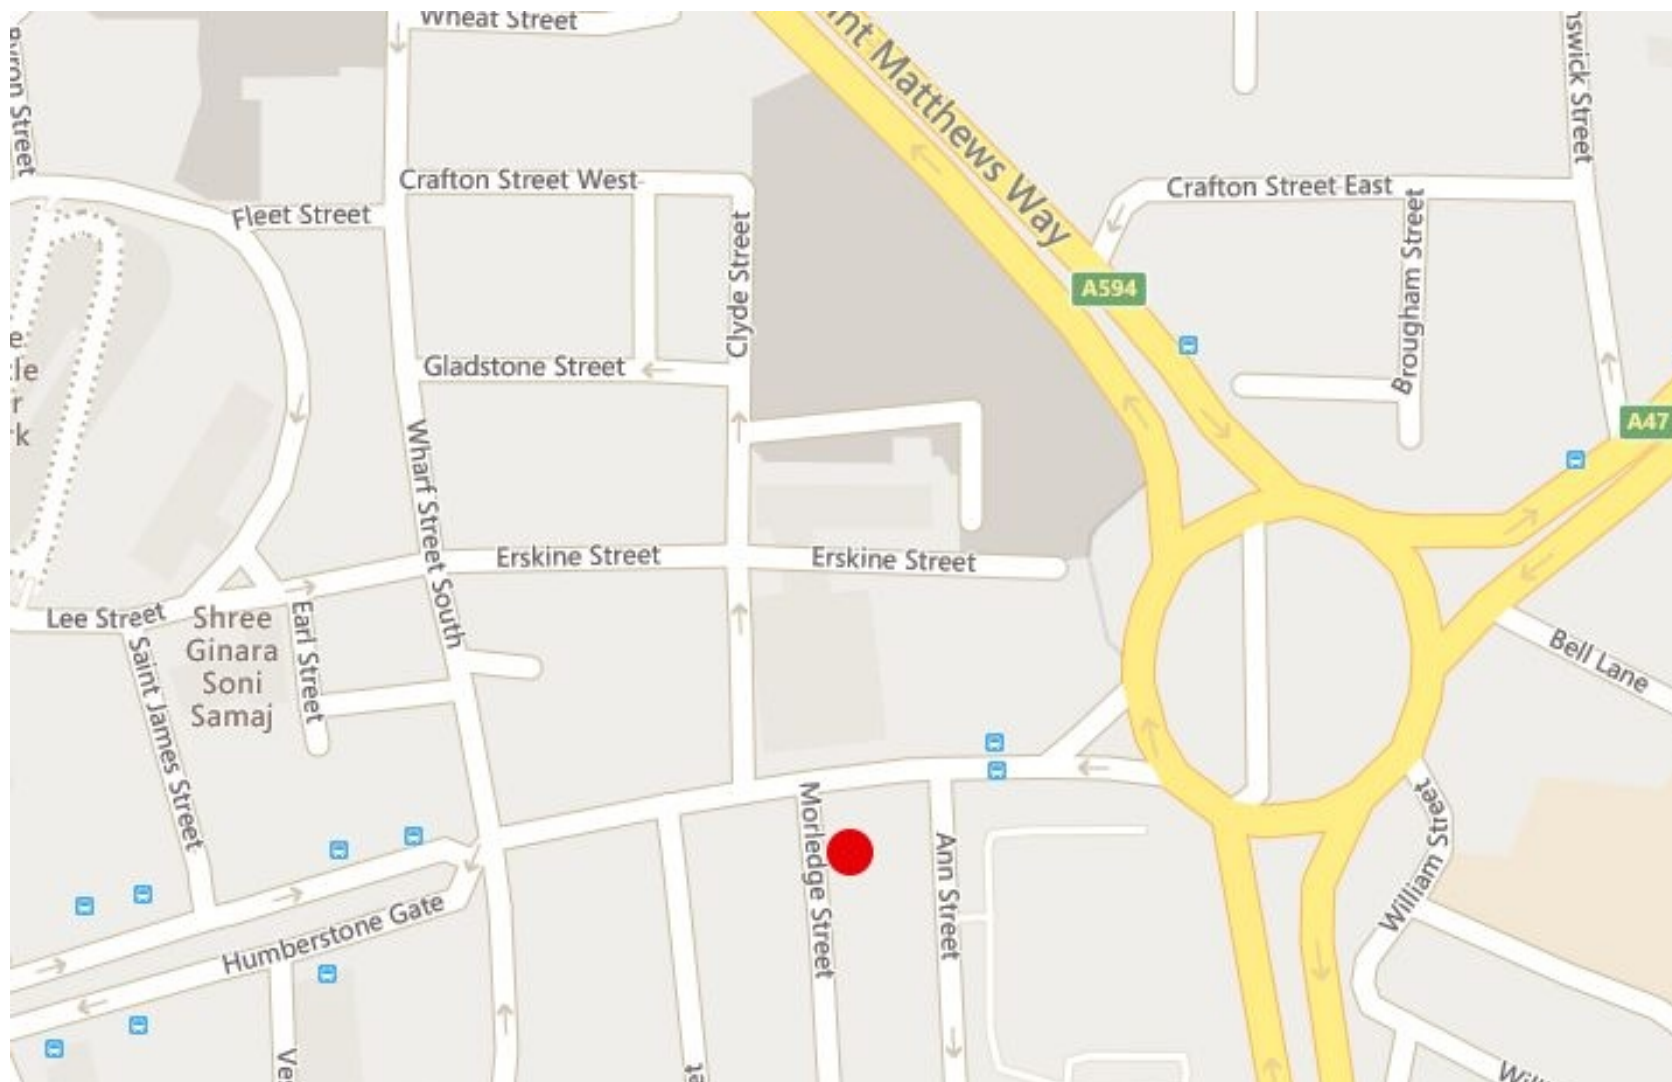 Wheat Street
Saint Matthews Way
Crafton Street West
Crafton Street East
Fleet Street
Clyde Street
A594
Brougham Street
Gladstone Street
A47
Wharf Street South
Erskine Street
Erskine Street
Lee Street
Shree
Ginara
Soni
Samaj
Earl Street
Saint James Street
Bell Lane
Morledge Street
Ann Street
William Street
Humberstone Gate